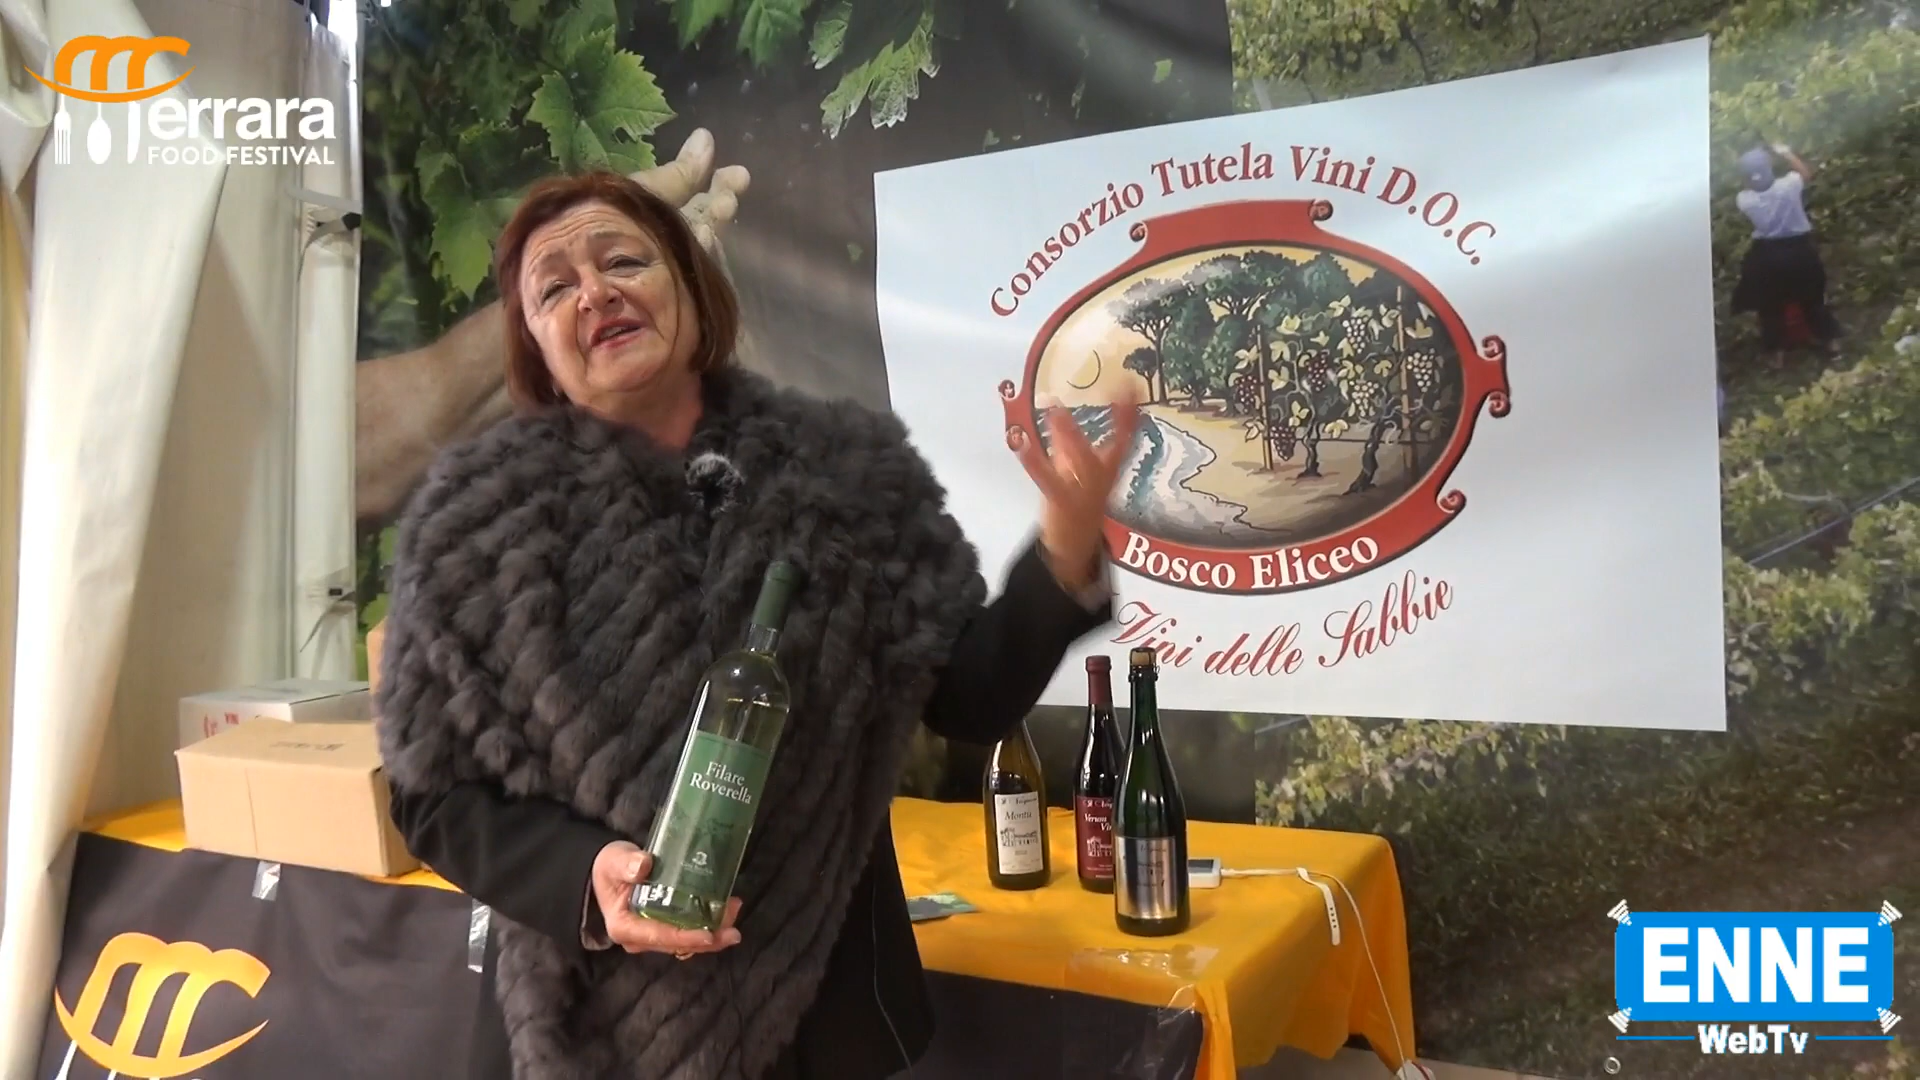 Ferrara
FOOD FESTIVAL
Consorzio Tutela Vini D.O.C.
Bosco Eliceo
Vini delle Sabbie
Filare
Roverella
Montù
ENNE
WebTv